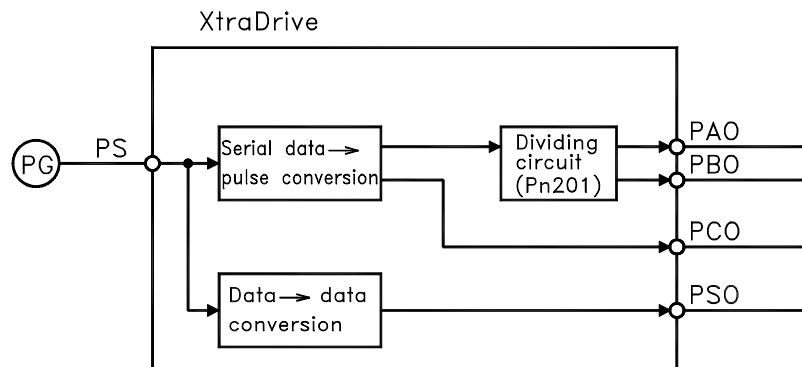 XtraDrive
PG
PS
Serial data→
pulse conversion
Dividing
circuit
(Pn201)
PAO
PBO
PCO
Data→ data
conversion
PSO